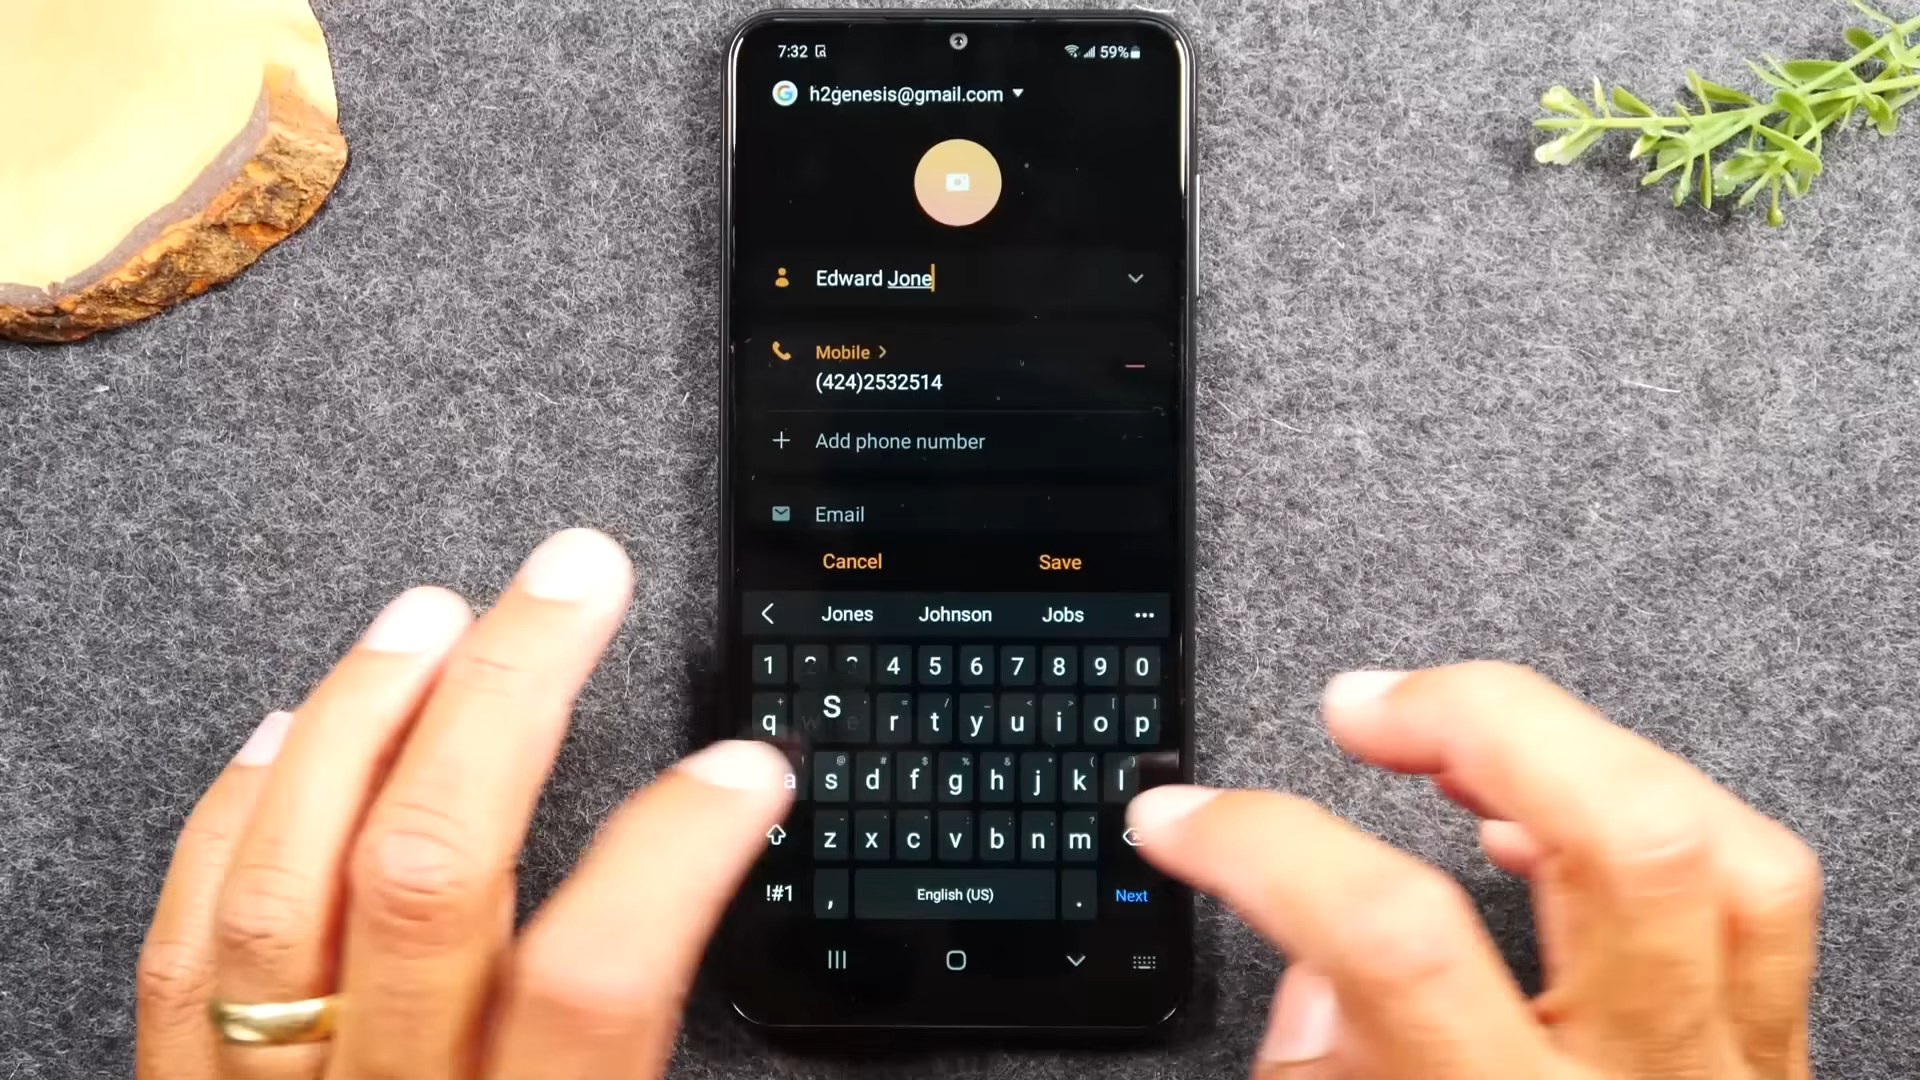 7:32 59%
h2genesis@gmail.com
Edward Jone
Mobile >
(424)2532514
+ Add phone number
Email
Cancel Save
Jones Johnson Jobs ...
1 4 5 6 7 8 9 0
S
q r t y u i o p
a s d f g h j k l
z x c v b n m
!#1 , English (US) . Next